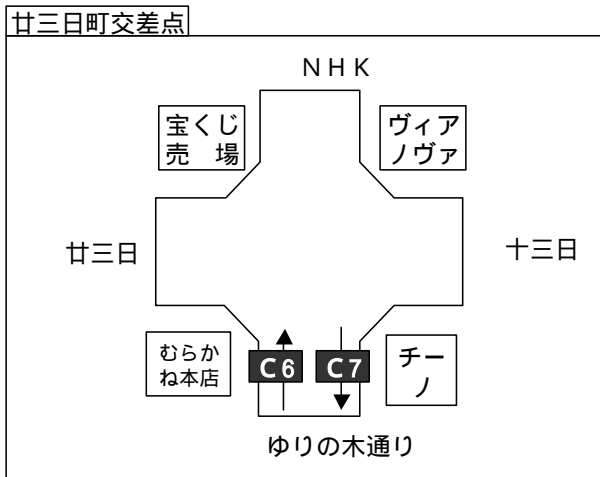 廿三日町交差点
ＮＨＫ
宝くじ
売　場
ヴィア
ノヴァ
廿三日
十三日
むらか
ね本店
C6
C7
チー
ノ
ゆりの木通り